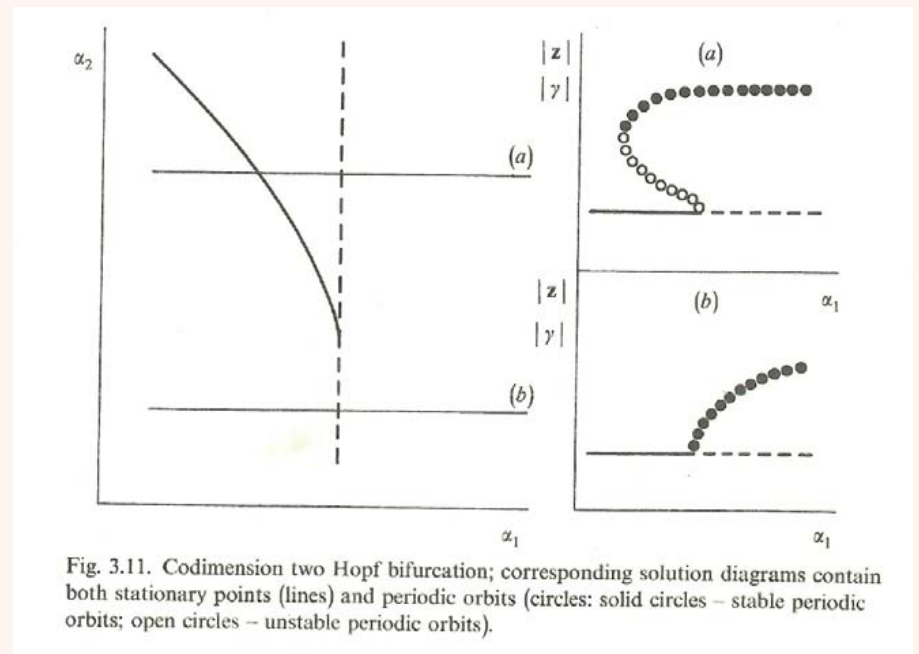 α₂
(a)
(b)
α₁
|z|
|γ|
(a)
α₁
|z|
|γ|
(b)
α₁
Fig. 3.11. Codimension two Hopf bifurcation; corresponding solution diagrams contain
both stationary points (lines) and periodic orbits (circles: solid circles – stable periodic
orbits; open circles – unstable periodic orbits).